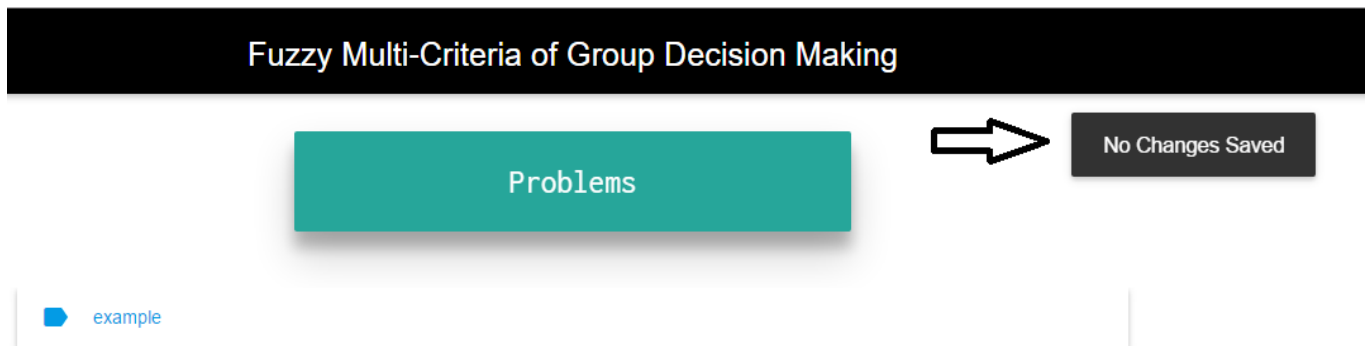 Fuzzy Multi-Criteria of Group Decision Making
No Changes Saved
Problems
example